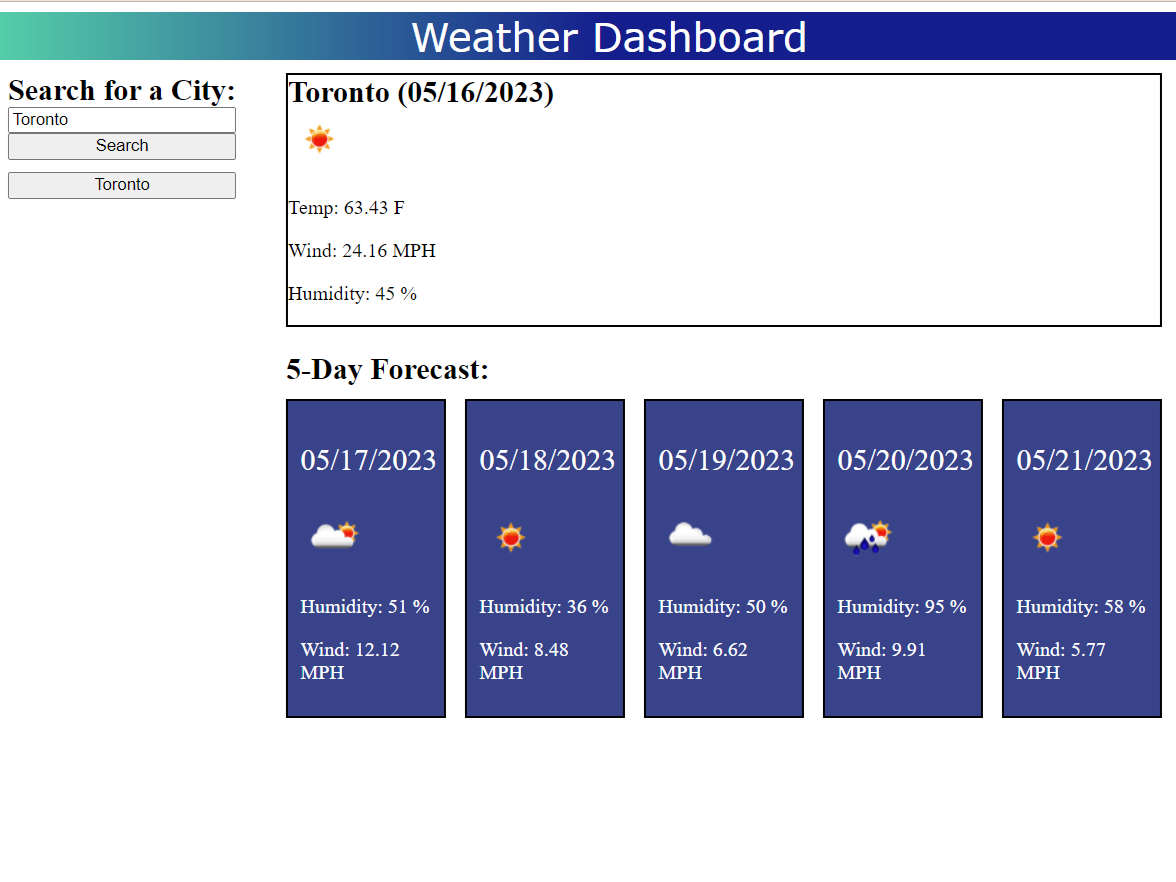 Weather Dashboard
Search for a City:
Toronto
Search
Toronto
Toronto (05/16/2023)
Temp: 63.43 F
Wind: 24.16 MPH
Humidity: 45 %
5-Day Forecast:
05/17/2023
Humidity: 51 %
Wind: 12.12
MPH
05/18/2023
Humidity: 36 %
Wind: 8.48
MPH
05/19/2023
Humidity: 50 %
Wind: 6.62
MPH
05/20/2023
Humidity: 95 %
Wind: 9.91
MPH
05/21/2023
Humidity: 58 %
Wind: 5.77
MPH